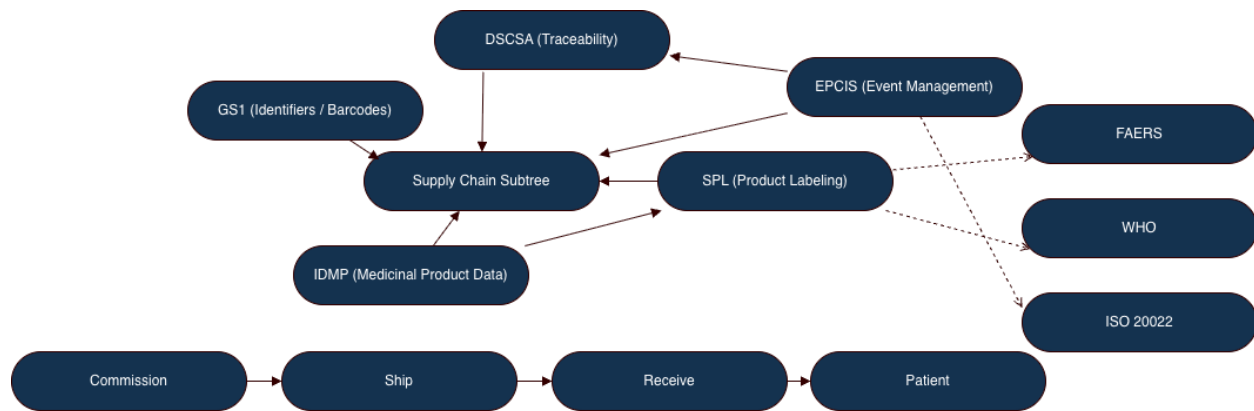 DSCSA (Traceability)
EPCIS (Event Management)
GS1 (Identifiers / Barcodes)
FAERS
Supply Chain Subtree
SPL (Product Labeling)
WHO
IDMP (Medicinal Product Data)
ISO 20022
Commission
Ship
Receive
Patient